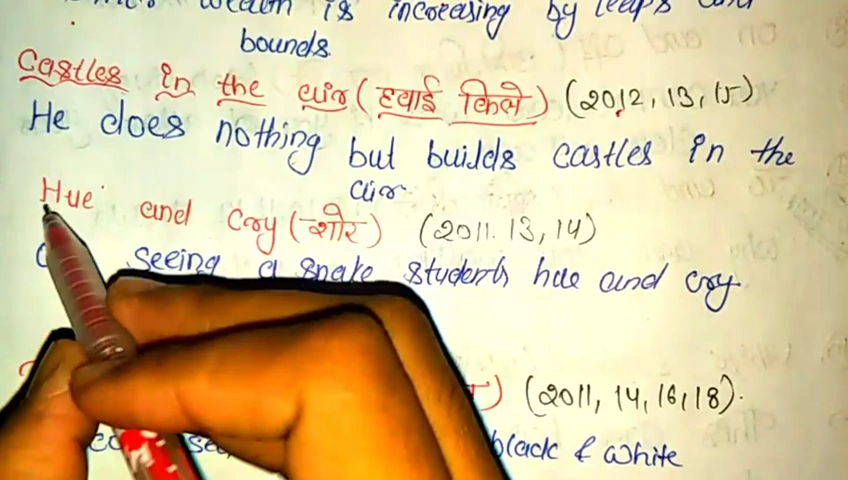 is increasing by leaps and
bounds
Castles in the air (हवाई किले) (2012, 13, 15)
He does nothing but builds castles in the
air
Hue and cry (शोर) (2011. 13, 14)
seeing a snake students hue and cry
(2011, 14, 16, 18).
black & white